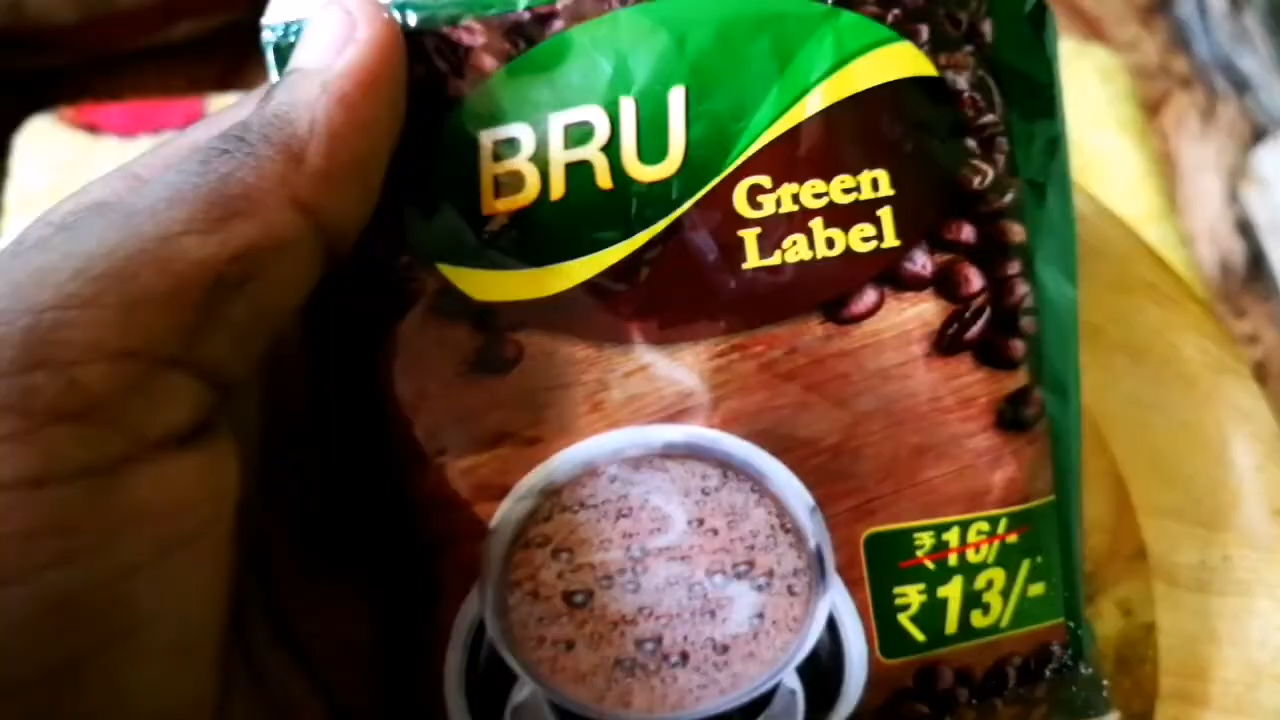 BRU
Green
Label
₹16/-
₹13/-